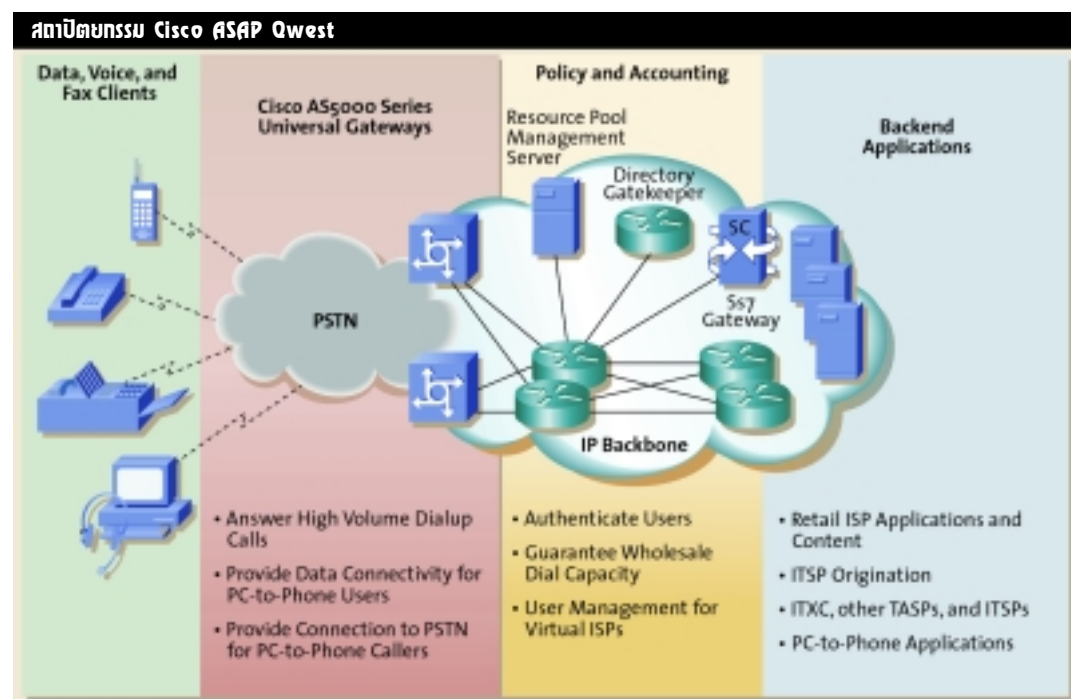 สถาปัตยกรรม Cisco ASAP Qwest
Data, Voice, and
Fax Clients
Cisco AS5000 Series
Universal Gateways
Policy and Accounting
Backend
Applications
Resource Pool
Management
Server
Directory
Gatekeeper
SC
SS7
Gateway
PSTN
IP Backbone
• Answer High Volume Dialup
Calls
• Provide Data Connectivity for
PC-to-Phone Users
• Provide Connection to PSTN
for PC-to-Phone Callers
• Authenticate Users
• Guarantee Wholesale
Dial Capacity
• User Management for
Virtual ISPs
• Retail ISP Applications and
Content
• ITSP Origination
• ITXC, other TASPs, and ITSPs
• PC-to-Phone Applications